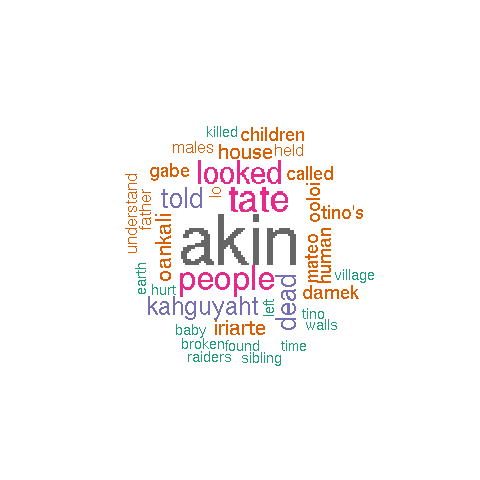 killed
children
males
house
held
gabe
looked
called
understand
father
told
lo
tate
ooloi
tino's
oankali
akin
mateo
human
earth
people
village
hurt
kahguyaht
left
dead
damek
tino
baby
iriarte
walls
broken
found
time
raiders
sibling